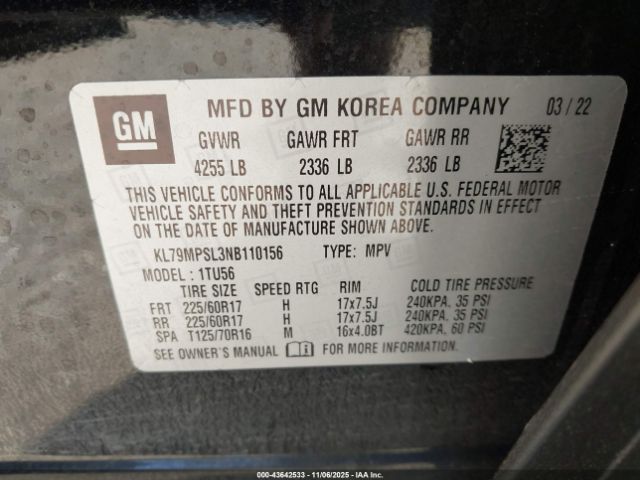 GM
MFD BY GM KOREA COMPANY 03 / 22
GVWR GAWR FRT GAWR RR
4255 LB 2336 LB 2336 LB
THIS VEHICLE CONFORMS TO ALL APPLICABLE U.S. FEDERAL MOTOR
VEHICLE SAFETY AND THEFT PREVENTION STANDARDS IN EFFECT
ON THE DATE OF MANUFACTURE SHOWN ABOVE.
KL79MPSL3NB110156 TYPE: MPV
MODEL : 1TU56
TIRE SIZE SPEED RTG RIM COLD TIRE PRESSURE
FRT 225/60R17 H 17x7.5J 240KPA, 35 PSI
RR 225/60R17 H 17x7.5J 240KPA, 35 PSI
SPA T125/70R16 M 16x4.0BT 420KPA, 60 PSI
SEE OWNER'S MANUAL FOR MORE INFORMATION.
000-43642533 - 11/06/2025 - IAA Inc.